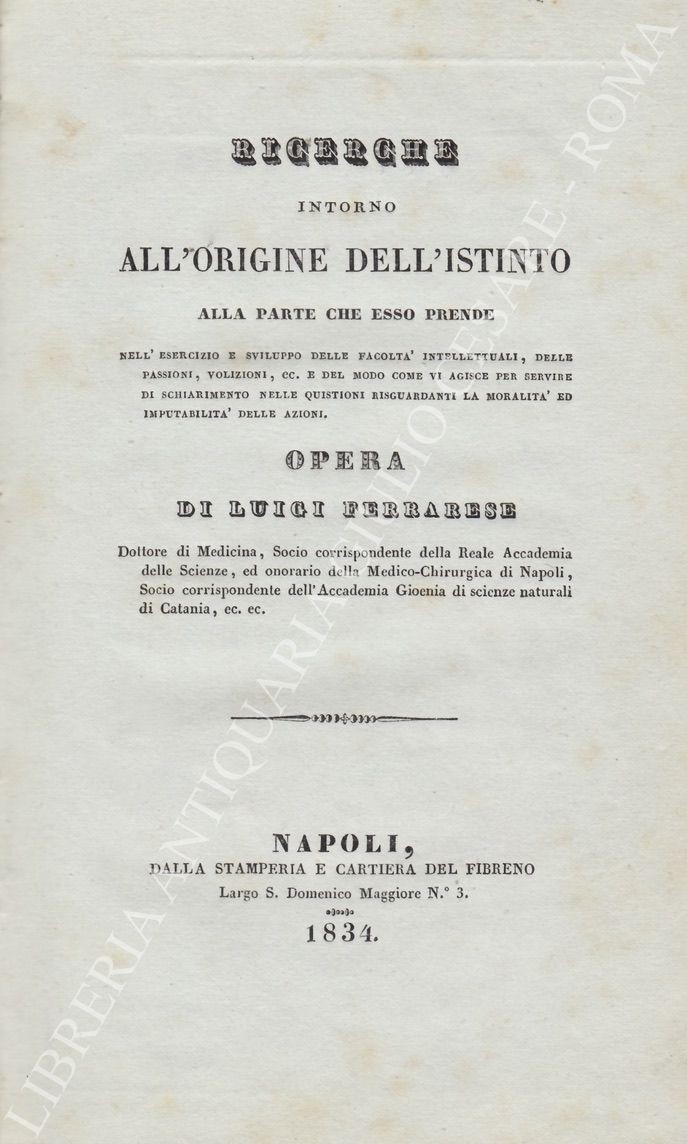 RICERCHE
INTORNO
ALL'ORIGINE DELL'ISTINTO
ALLA PARTE CHE ESSO PRENDE
NELL' ESERCIZIO E SVILUPPO DELLE FACOLTA' INTELLETTUALI, DELLE
PASSIONI, VOLIZIONI, EC. E DEL MODO COME VI AGISCE PER SERVIRE
DI SCHIARIMENTO NELLE QUISTIONI RISGUARDANTI LA MORALITA' ED
IMPUTABILITA' DELLE AZIONI.
OPERA
DI LUIGI FERRARESE
Dottore di Medicina, Socio corrispondente della Reale Accademia
delle Scienze, ed onorario della Medico-Chirurgica di Napoli,
Socio corrispondente dell'Accademia Gioenia di scienze naturali
di Catania, ec. ec.
NAPOLI,
DALLA STAMPERIA E CARTIERA DEL FIBRENO
Largo S. Domenico Maggiore N.° 3.
1834.
LIBRERIA ANTIQUARIA GIULIO CESARE - ROMA